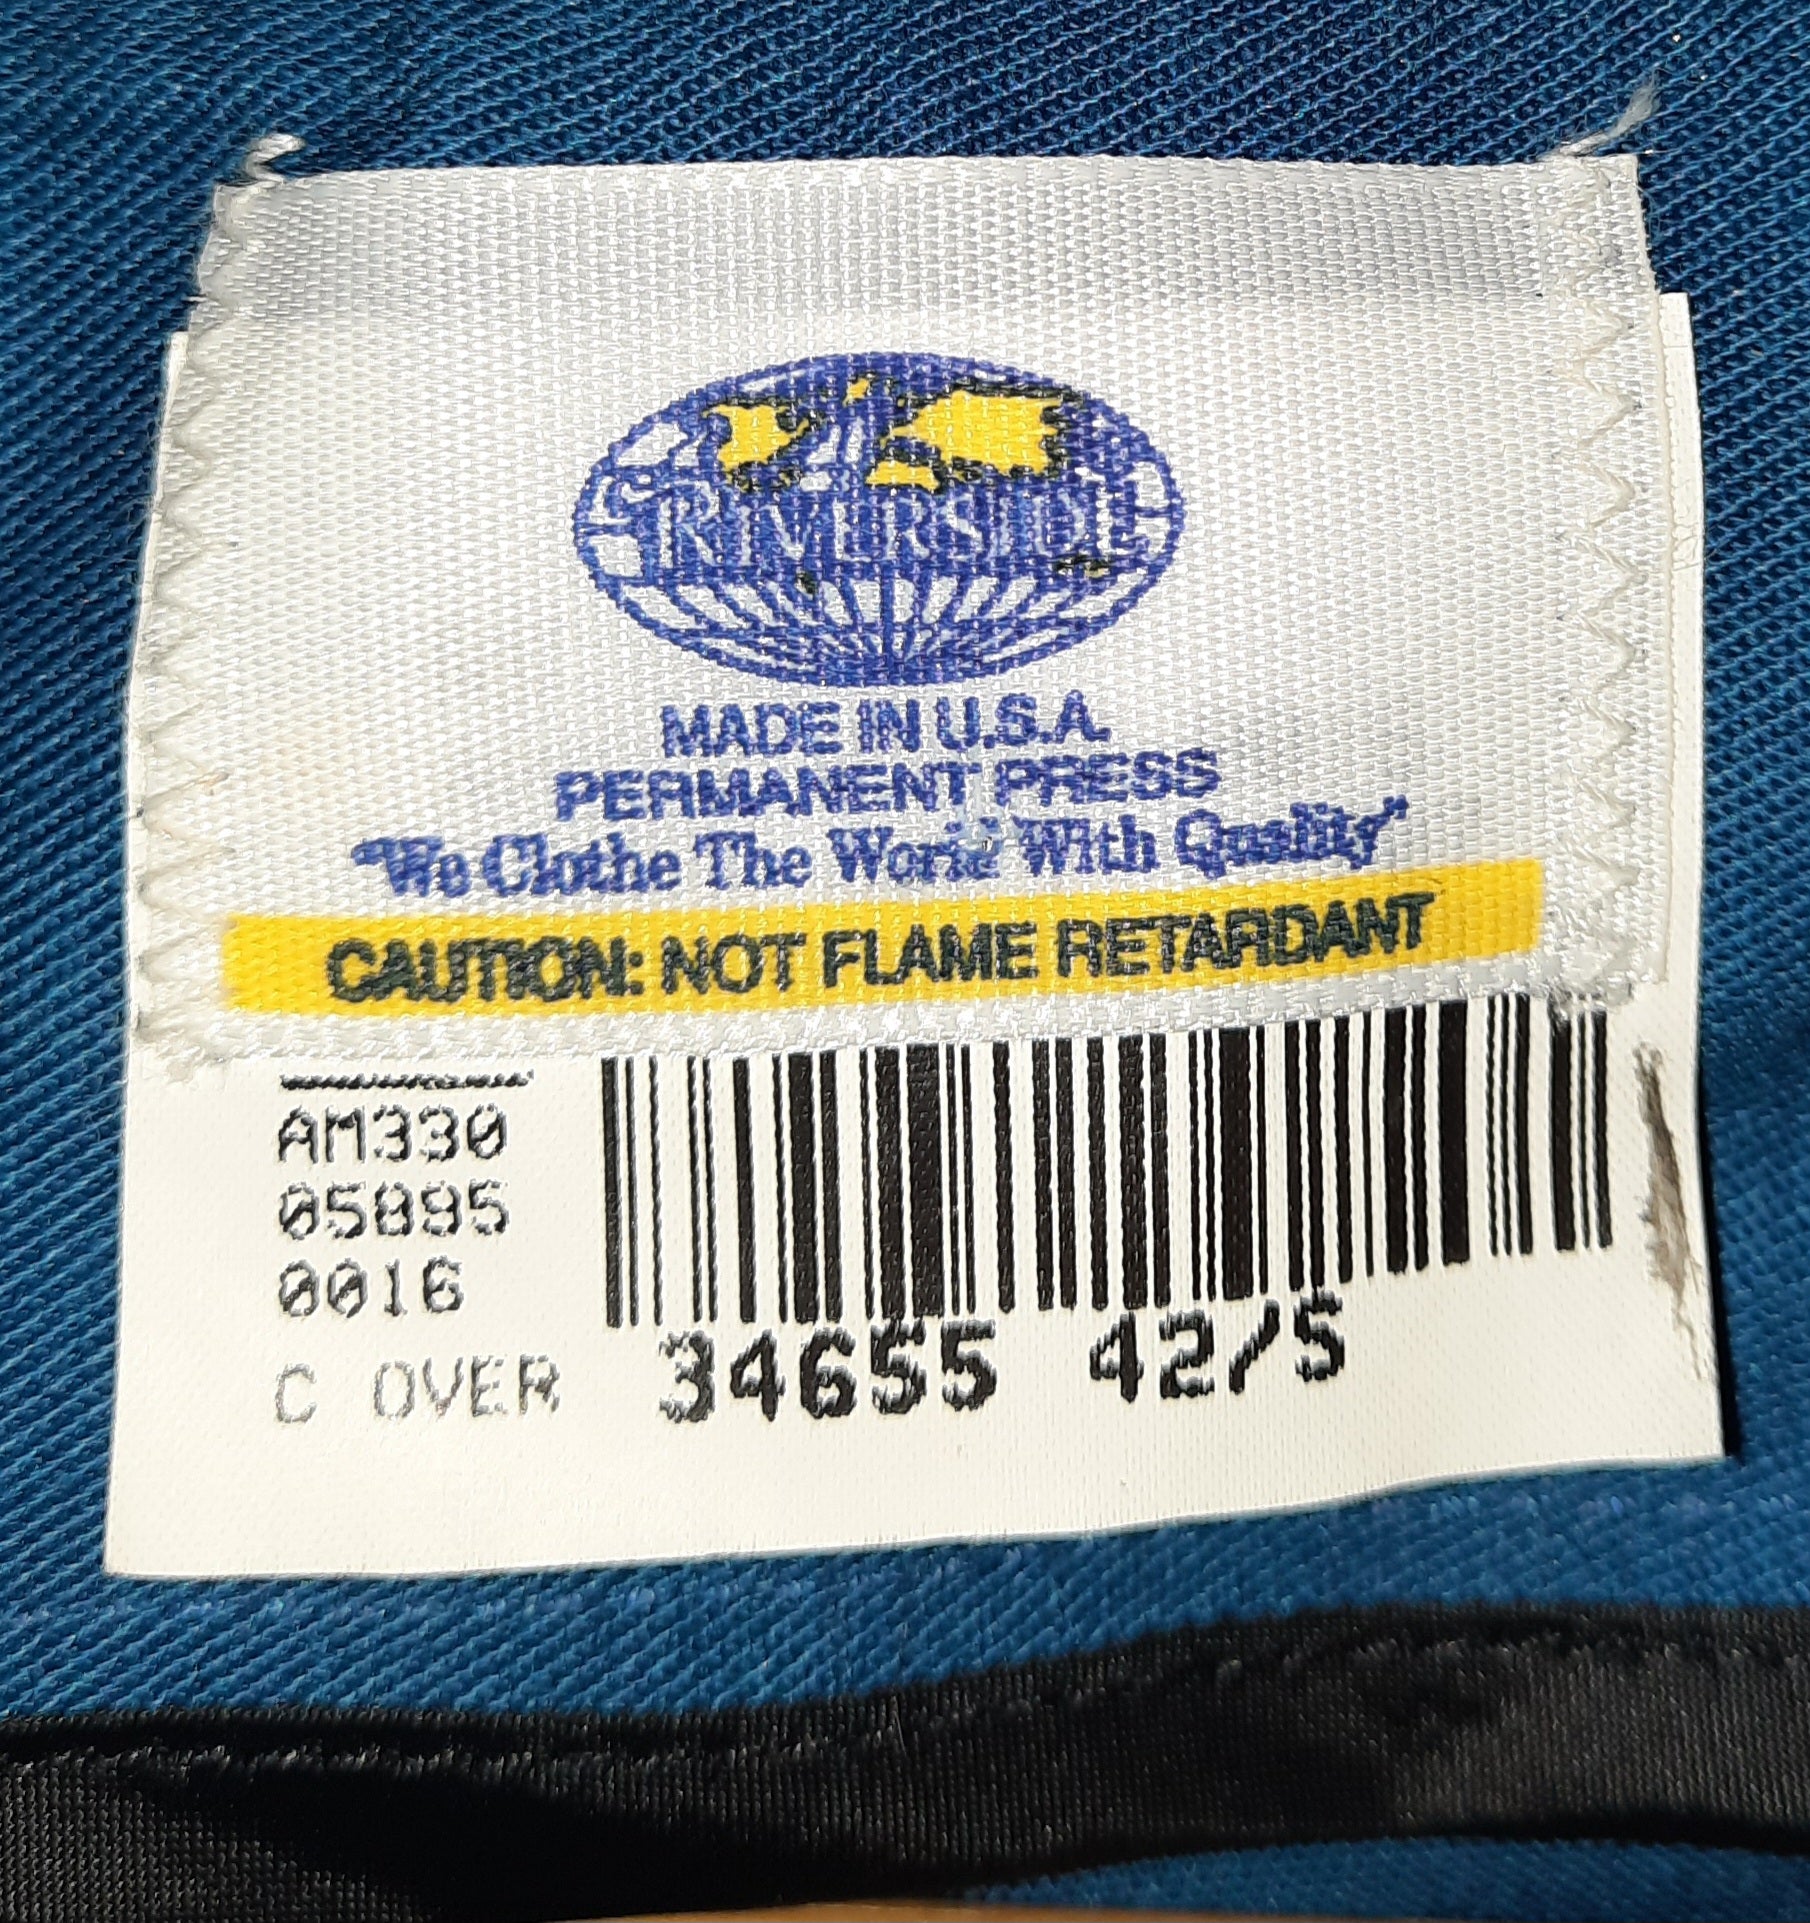 RIVERSIDE
MADE IN U.S.A.
PERMANENT PRESS
"We Clothe The World With Quality"
CAUTION: NOT FLAME RETARDANT
AM330
05895
0016
C OVER
34655 42/5